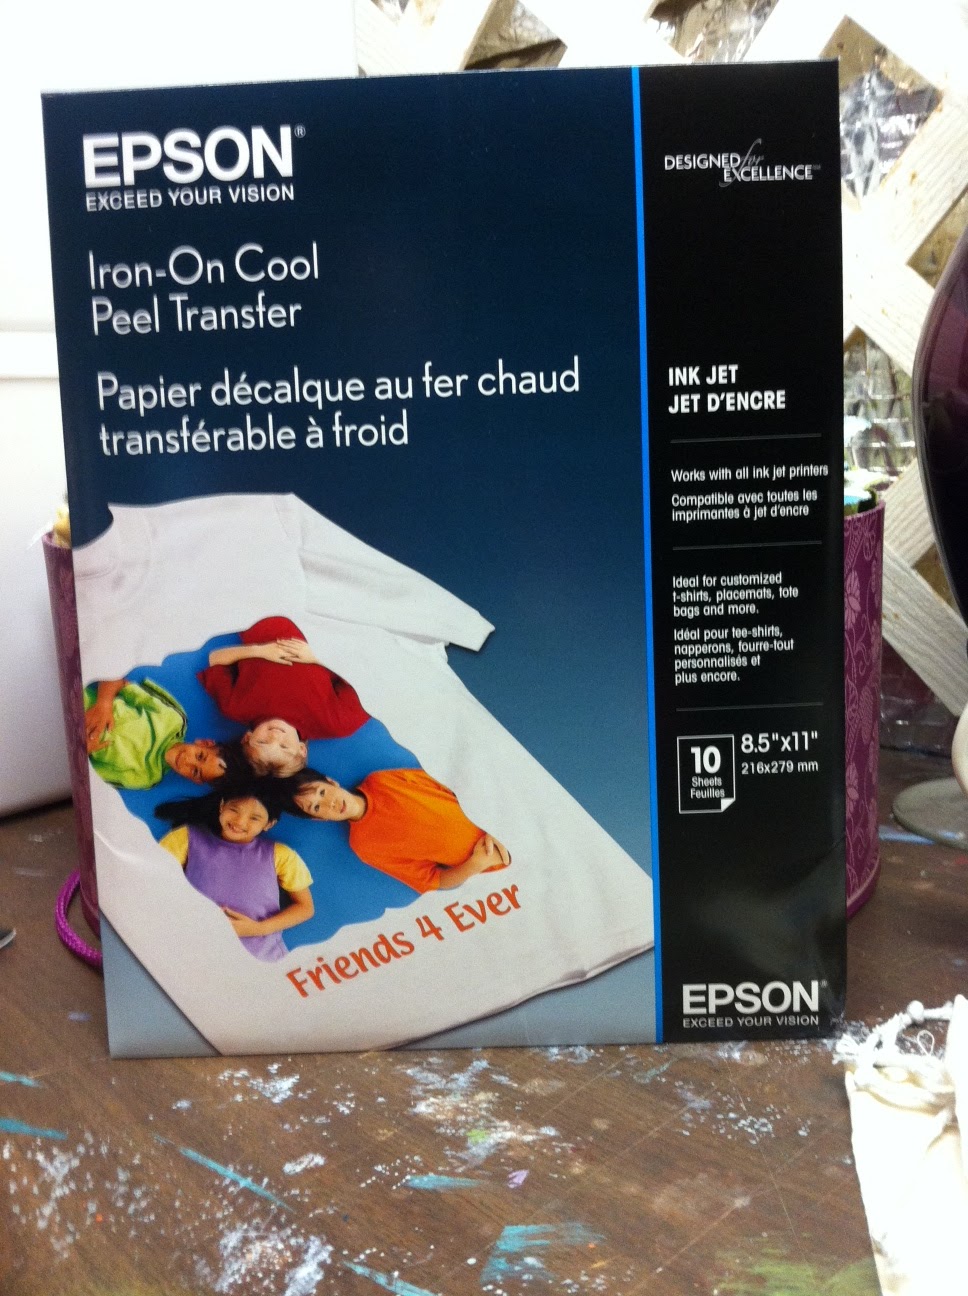 EPSON®
EXCEED YOUR VISION
Iron-On Cool
Peel Transfer
Papier décalque au fer chaud
transférable à froid
Friends 4 Ever
DESIGNED for
EXCELLENCE™
INK JET
JET D'ENCRE
Works with all ink jet printers
Compatible avec toutes les
imprimantes à jet d'encre
Ideal for customized
t-shirts, placemats, tote
bags and more.
Idéal pour tee-shirts,
napperons, fourre-tout
personnalisés et
plus encore.
10
Sheets
Feuilles
8.5"x11"
216x279 mm
EPSON®
EXCEED YOUR VISION